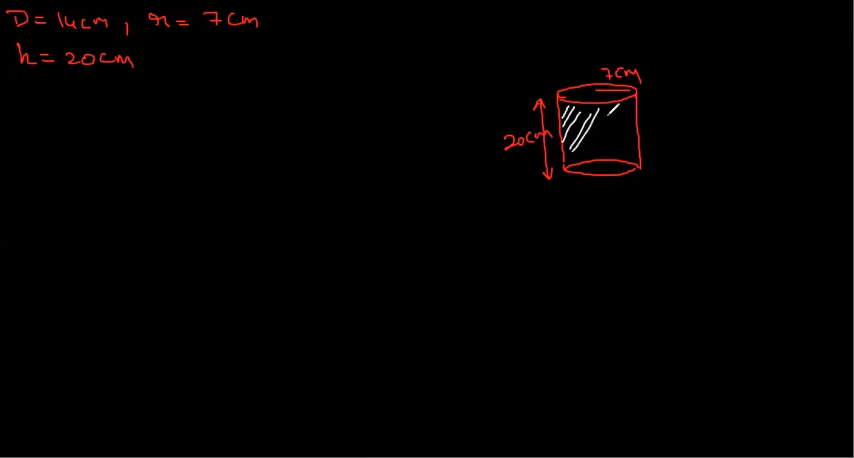 D = 14cm, r = 7cm
h = 20cm
7cm
20cm